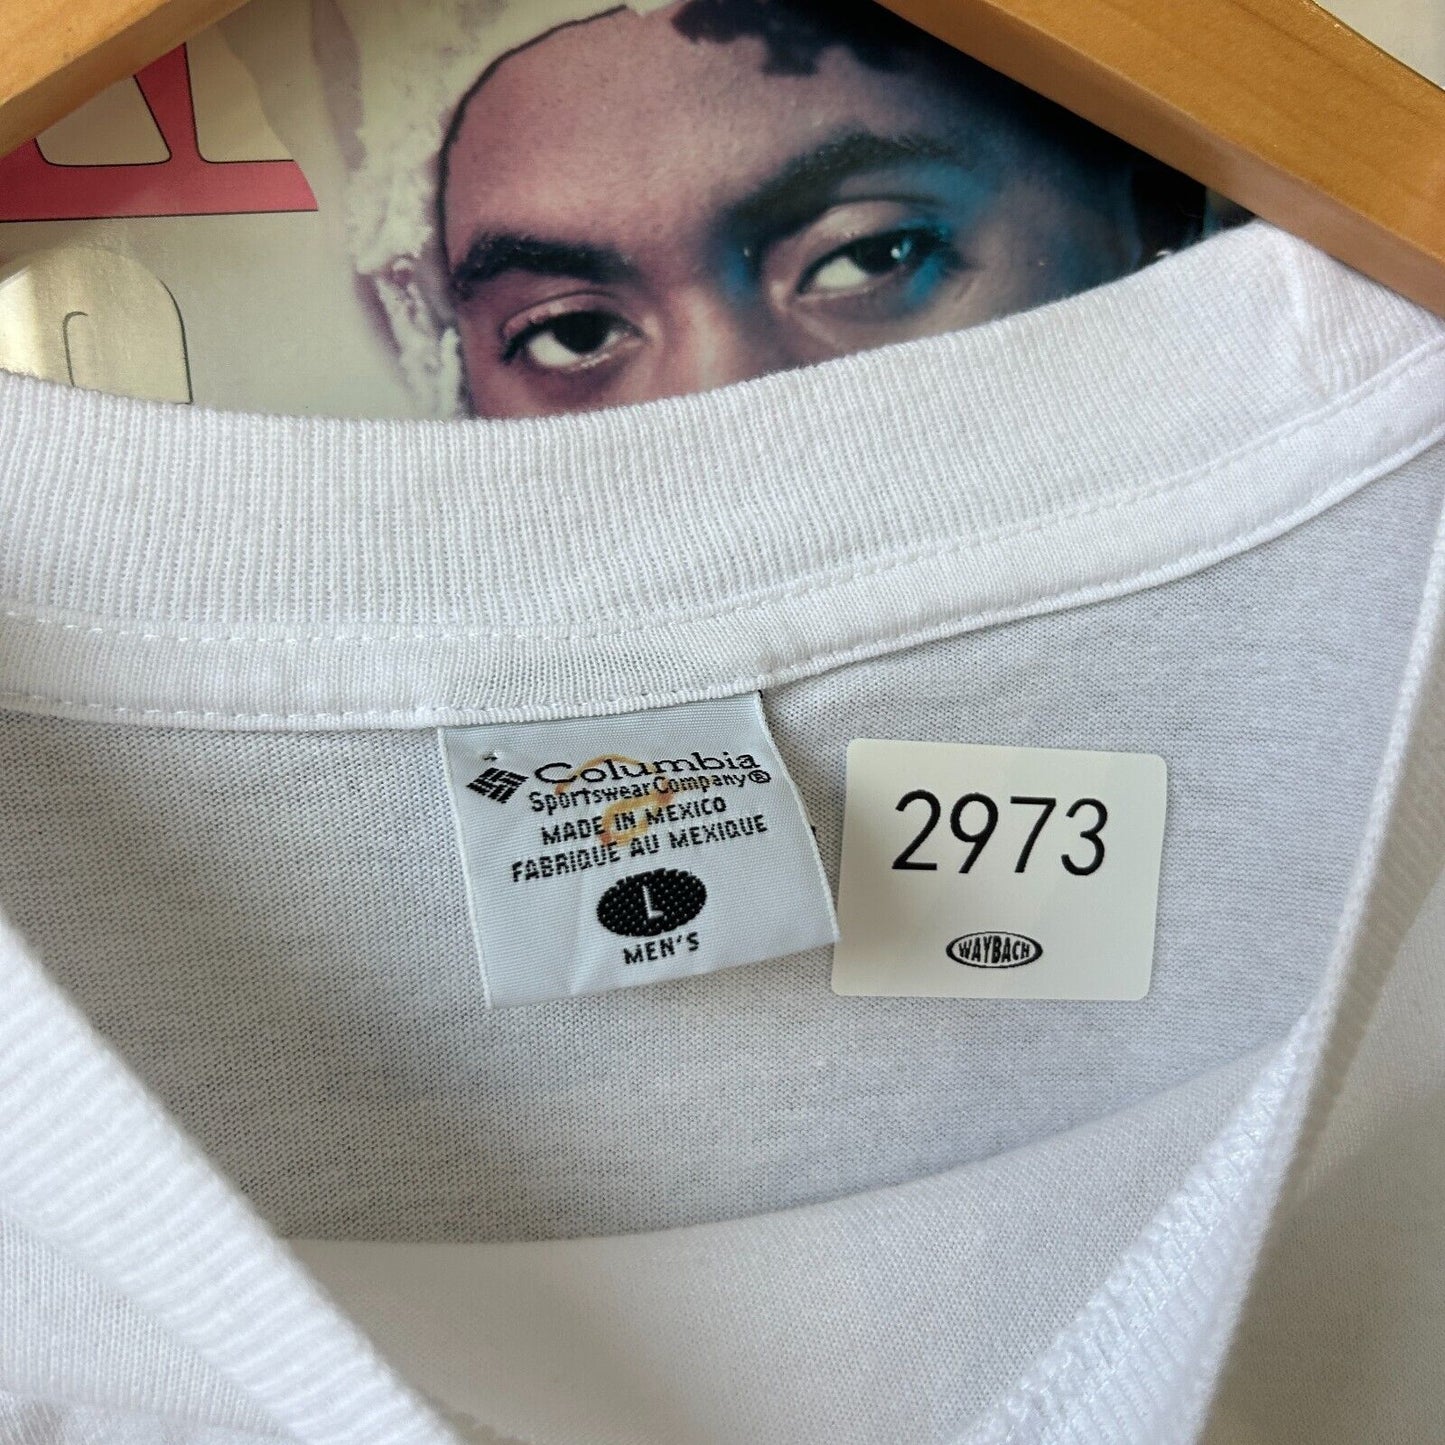 Columbia
Sportswear Company®
MADE IN MEXICO
FABRIQUE AU MEXIQUE
L
MEN'S
2973
WAYBACH